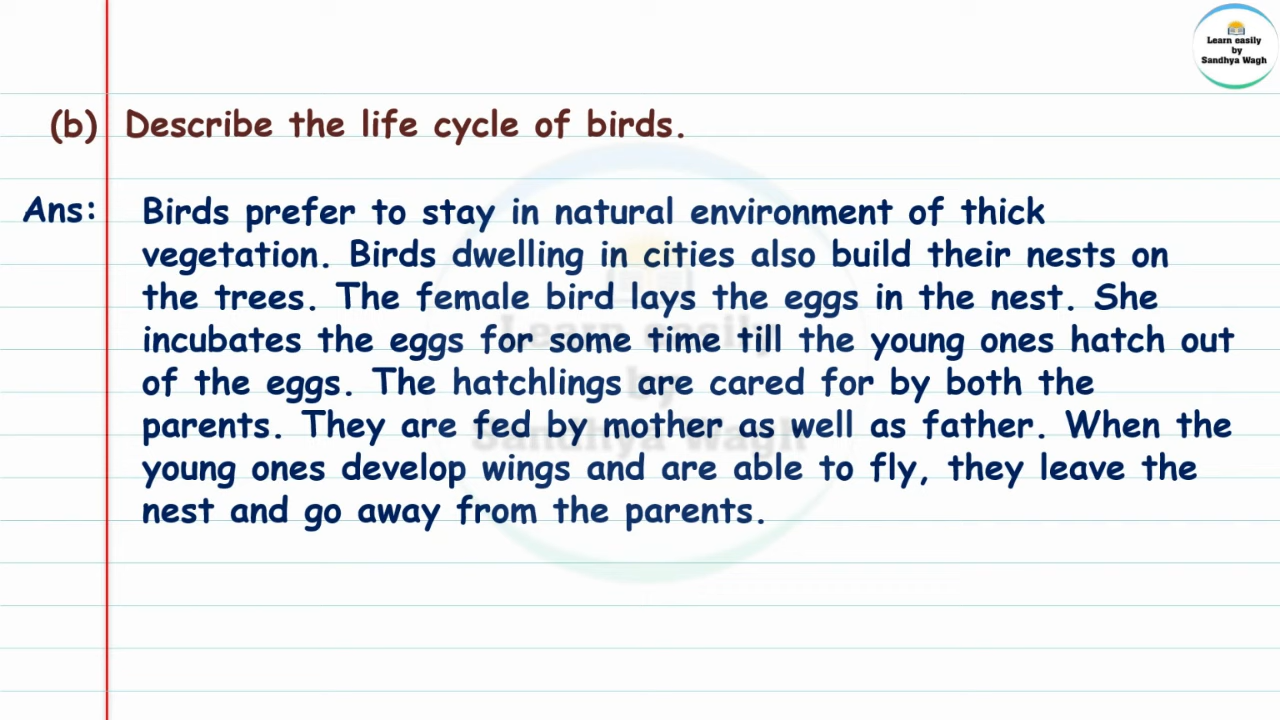 Learn easily
by
Sandhya Wagh
(b) Describe the life cycle of birds.
Ans: Birds prefer to stay in natural environment of thick
vegetation. Birds dwelling in cities also build their nests on
the trees. The female bird lays the eggs in the nest. She
incubates the eggs for some time till the young ones hatch out
of the eggs. The hatchlings are cared for by both the
parents. They are fed by mother as well as father. When the
young ones develop wings and are able to fly, they leave the
nest and go away from the parents.
Learn easily
by
Sandhya Wagh